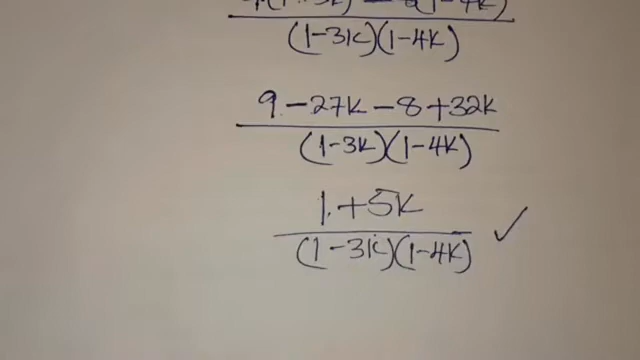 (1-3K)(1-4K)
9-27K-8+32K
(1-3K)(1-4K)
1+5K
(1-3K)(1-4K) ✓